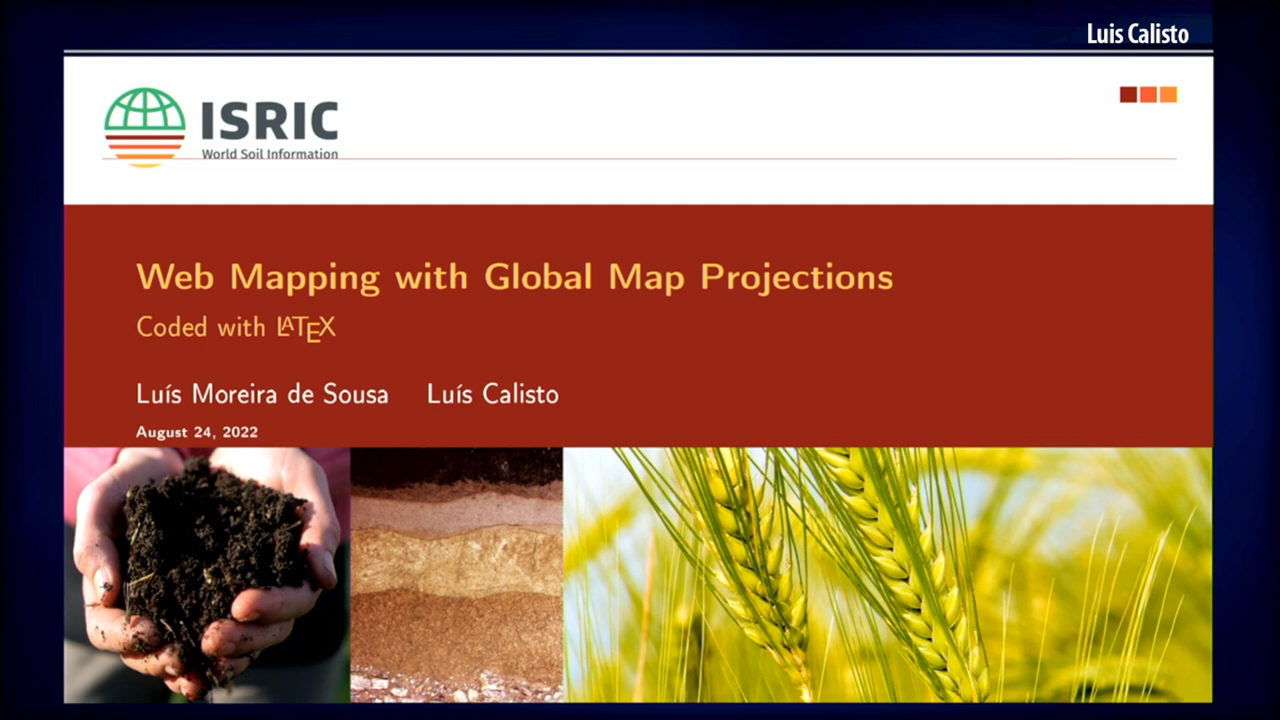 Luis Calisto
ISRIC
World Soil Information
Web Mapping with Global Map Projections
Coded with LATEX
Luís Moreira de Sousa Luís Calisto
August 24, 2022